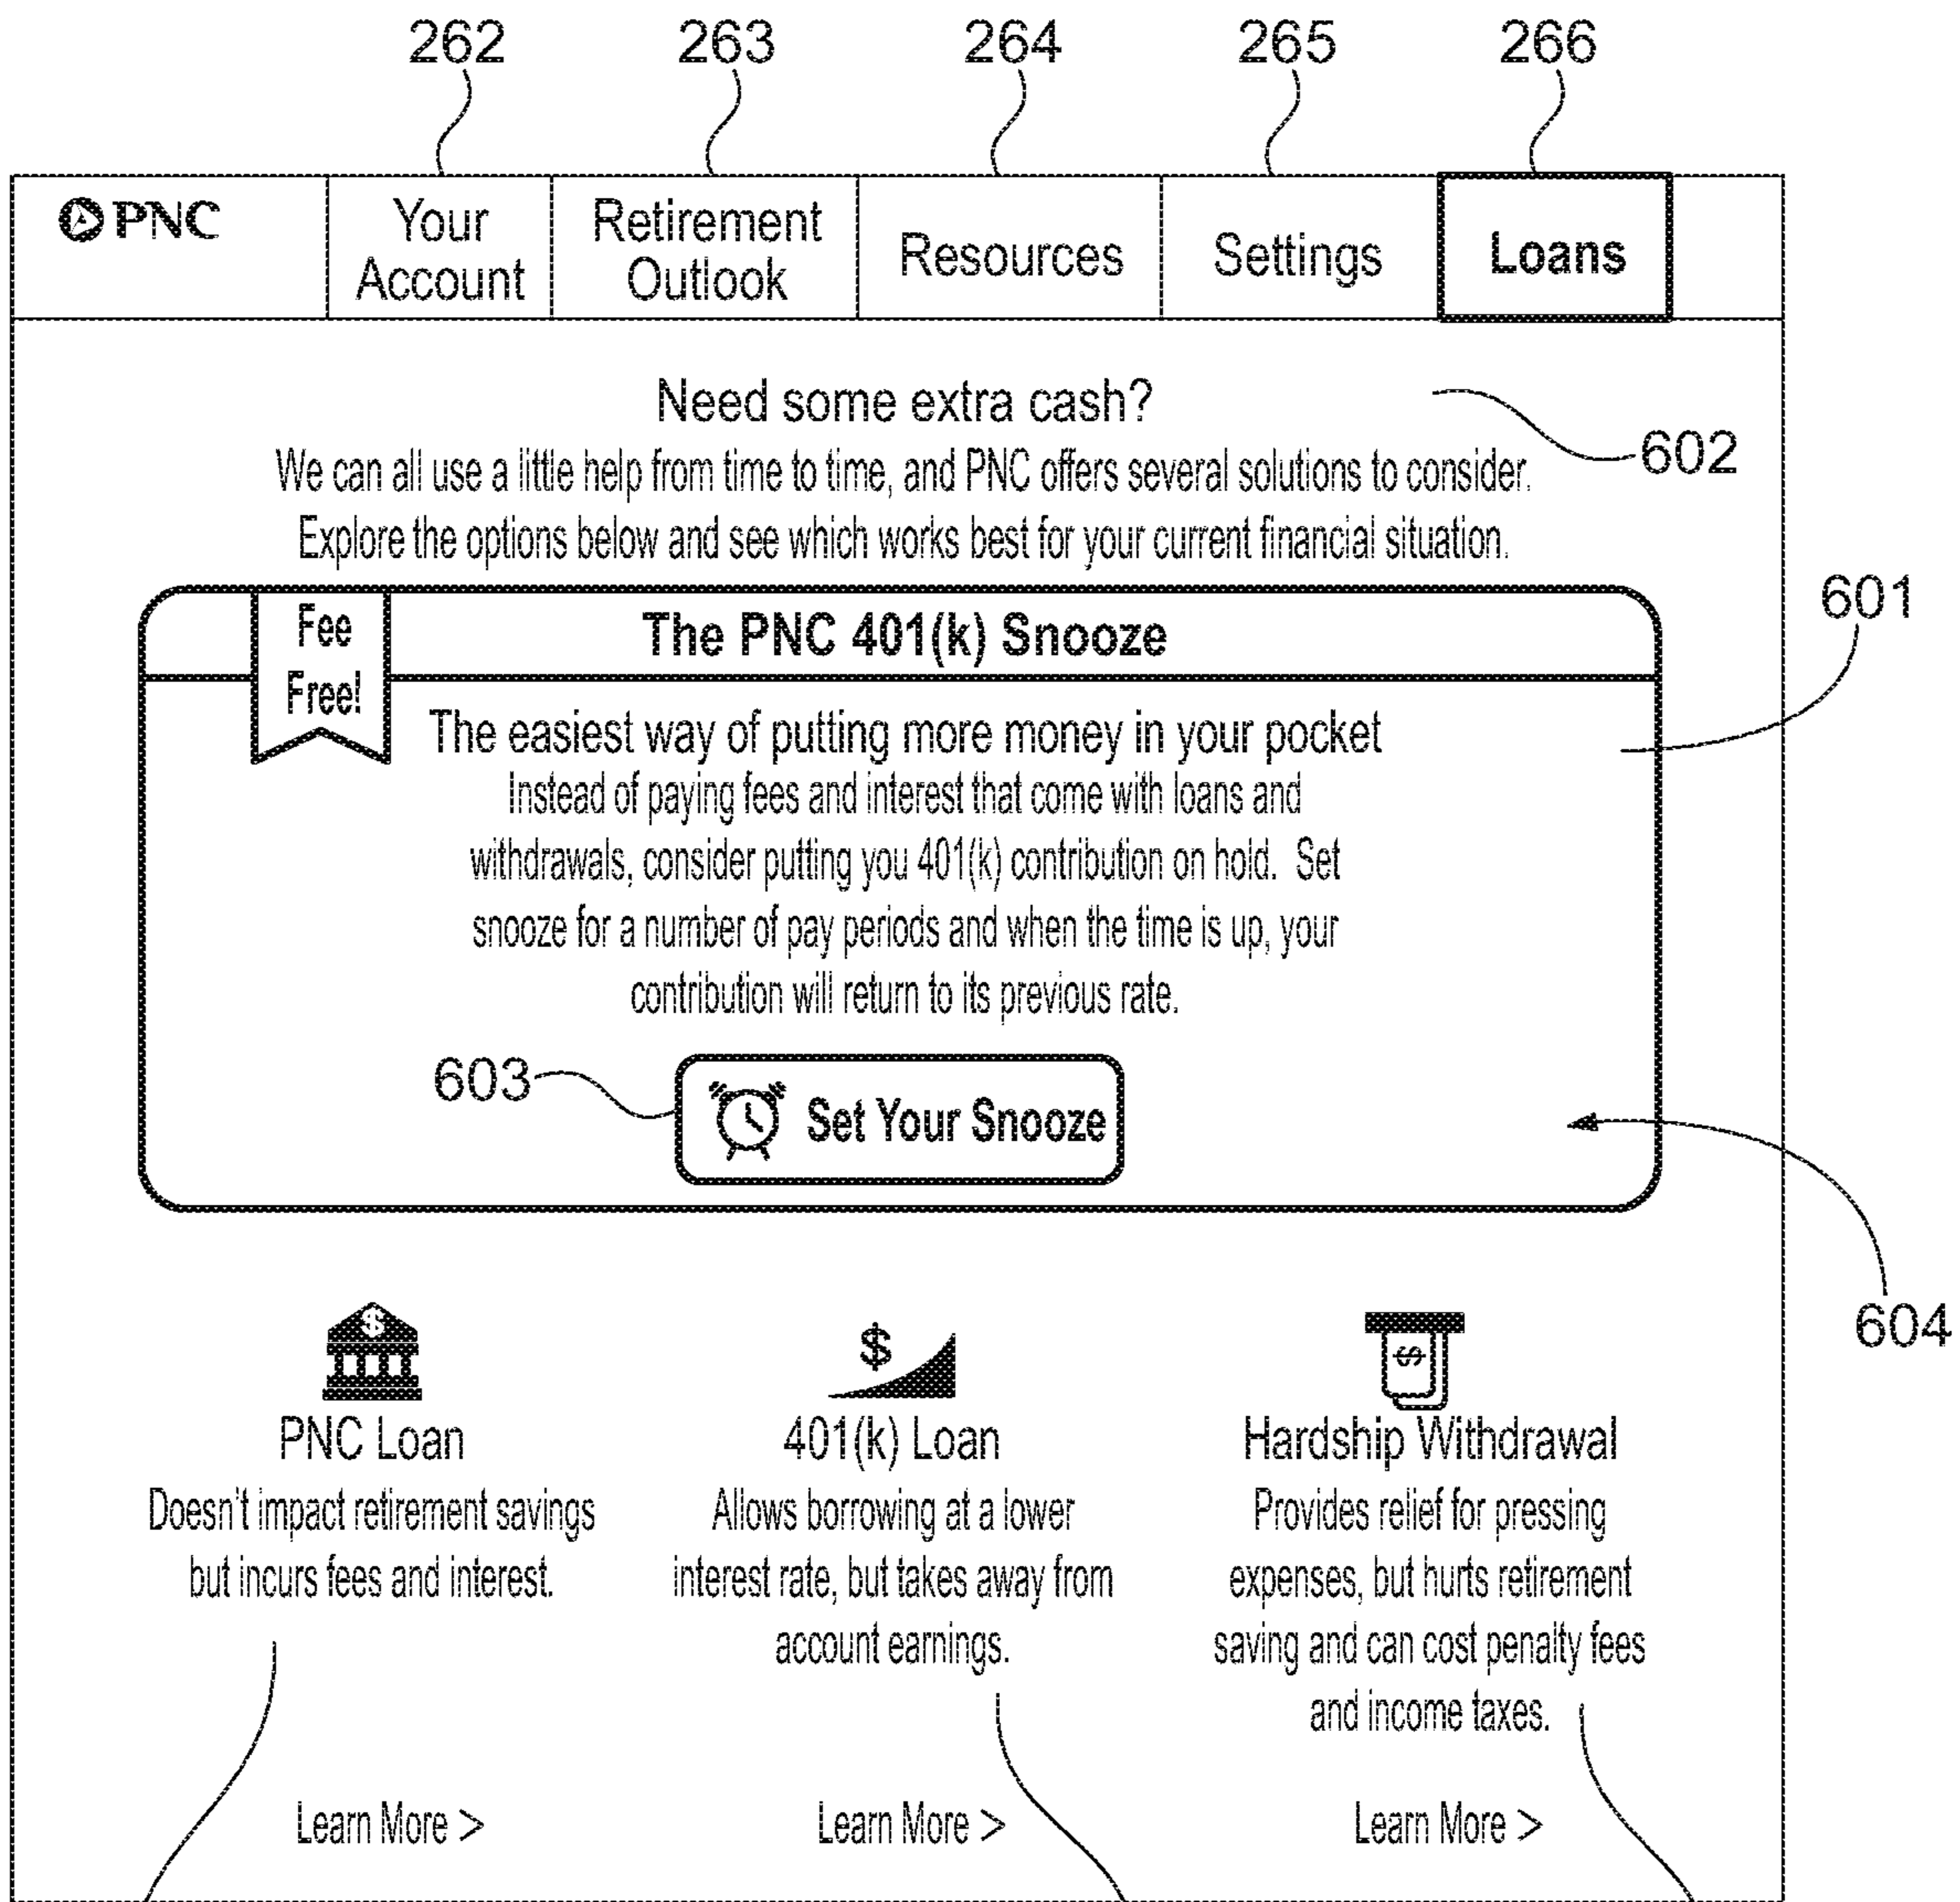 262 263 264 265 266
PNC
Your Account
Retirement Outlook
Resources
Settings
Loans
Need some extra cash?
602
We can all use a little help from time to time, and PNC offers several solutions to consider.
Explore the options below and see which works best for your current financial situation.
601
Fee
Free!
The PNC 401(k) Snooze
The easiest way of putting more money in your pocket
Instead of paying fees and interest that come with loans and
withdrawals, consider putting you 401(k) contribution on hold. Set
snooze for a number of pay periods and when the time is up, your
contribution will return to its previous rate.
603
Set Your Snooze
604
$
PNC Loan
Doesn't impact retirement savings
but incurs fees and interest.
Learn More >
$
401(k) Loan
Allows borrowing at a lower
interest rate, but takes away from
account earnings.
Learn More >
$
Hardship Withdrawal
Provides relief for pressing
expenses, but hurts retirement
saving and can cost penalty fees
and income taxes.
Learn More >